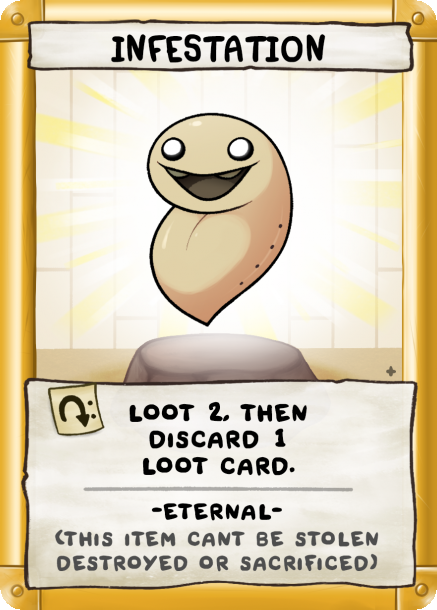 INFESTATION
LOOT 2, THEN
DISCARD 1
LOOT CARD.
-ETERNAL-
(THIS ITEM CANT BE STOLEN
DESTROYED OR SACRIFICED)